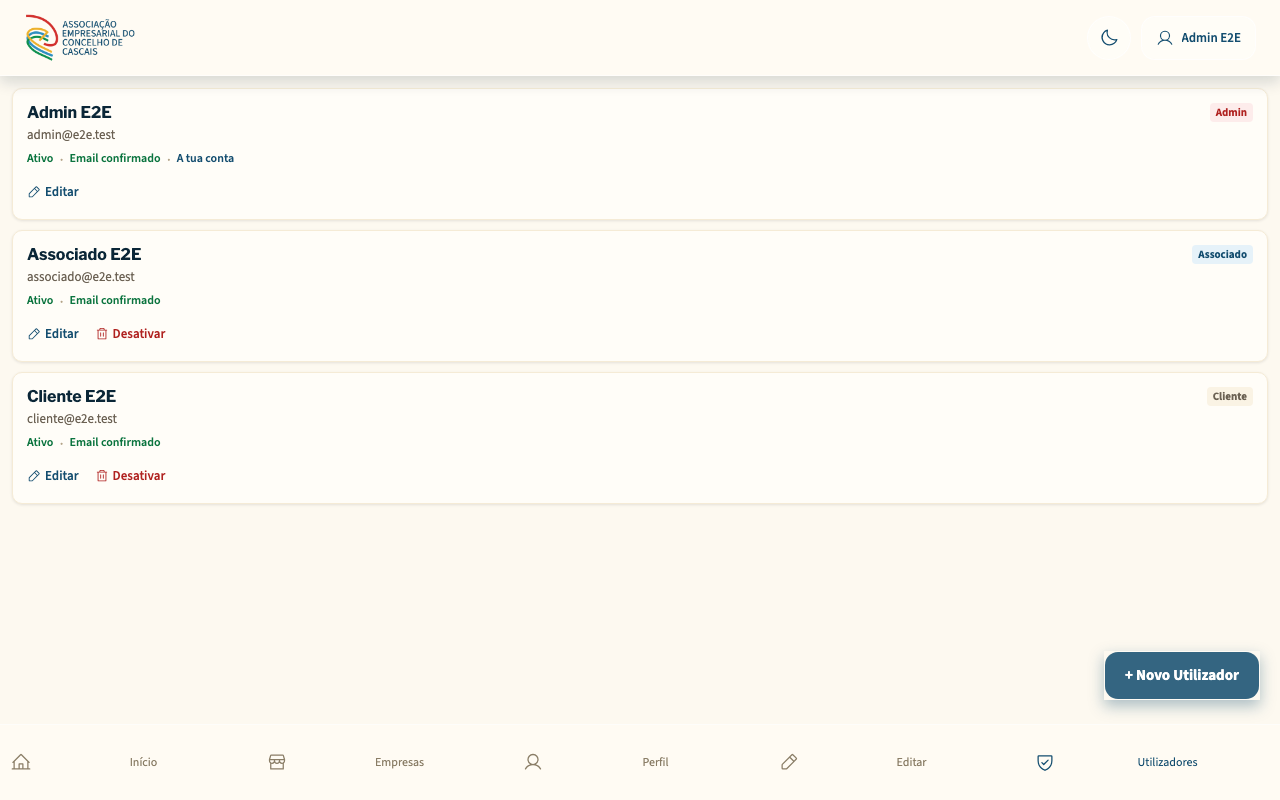 ASSOCIAÇÃO
EMPRESARIAL DO
CONCELHO DE
CASCAIS
Admin E2E
Admin E2E
Admin
admin@e2e.test
Ativo · Email confirmado · A tua conta
Editar
Associado E2E
Associado
associado@e2e.test
Ativo · Email confirmado
Editar Desativar
Cliente E2E
Cliente
cliente@e2e.test
Ativo · Email confirmado
Editar Desativar
+ Novo Utilizador
Início Empresas Perfil Editar Utilizadores